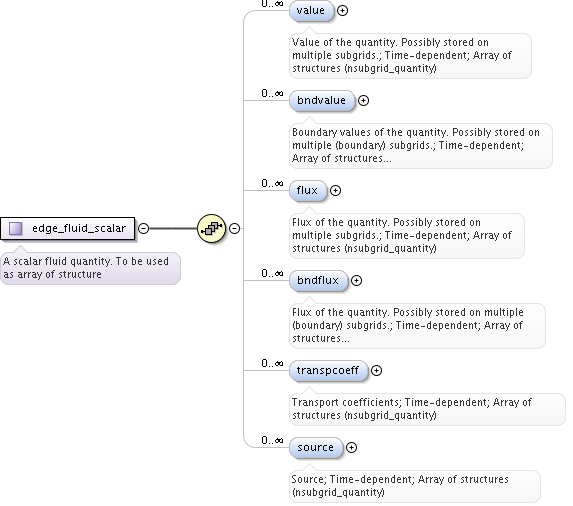 0..∞
value
Value of the quantity. Possibly stored on
multiple subgrids.; Time-dependent; Array of
structures (nsubgrid_quantity)
0..∞
bndvalue
Boundary values of the quantity. Possibly stored on
multiple (boundary) subgrids.; Time-dependent;
Array of structures...
0..∞
flux
Flux of the quantity. Possibly stored on
multiple subgrids.; Time-dependent; Array of
structures (nsubgrid_quantity)
edge_fluid_scalar
A scalar fluid quantity. To be used
as array of structure
0..∞
bndflux
Flux of the quantity. Possibly stored on multiple
(boundary) subgrids.; Time-dependent; Array of
structures...
0..∞
transpcoeff
Transport coefficients; Time-dependent; Array of
structures (nsubgrid_quantity)
0..∞
source
Source; Time-dependent; Array of structures
(nsubgrid_quantity)